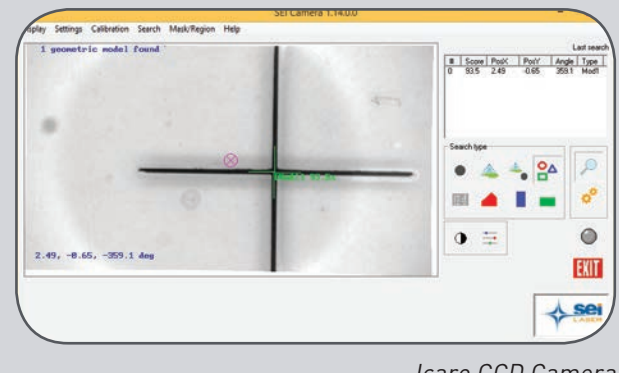 SEI Camera 1.14.0.0
Settings Calibration Search Mask/Region Help
1 geometric model found
Last search
# Score PosX PosY Angle Type
0 93.5 2.49 -0.65 359.1 Mod1
Search type
2.49, -0.65, -359.1 deg
EXIT
sei
LASER
Icaro CCD Camera